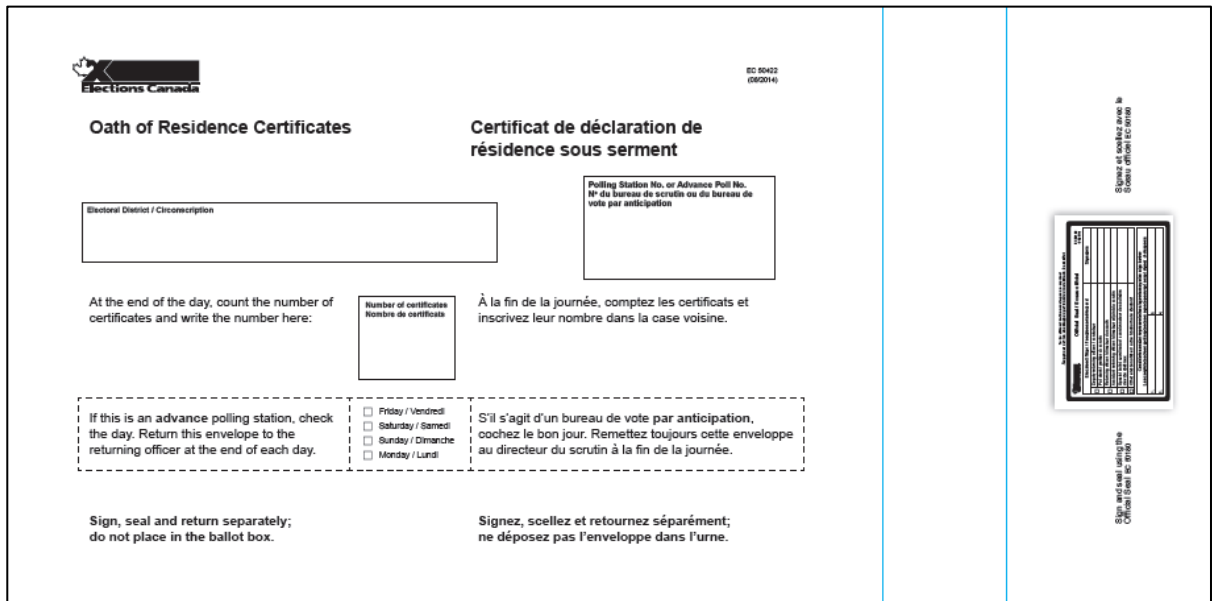 Elections Canada
EC 50422
(08/2014)
Oath of Residence Certificates
Certificat de déclaration de
résidence sous serment
Electoral District / Circonscription
Polling Station No. or Advance Poll No.
Nº du bureau de scrutin ou du bureau de
vote par anticipation
At the end of the day, count the number of
certificates and write the number here:
Number of certificates
Nombre de certificats
À la fin de la journée, comptez les certificats et
inscrivez leur nombre dans la case voisine.
If this is an advance polling station, check
the day. Return this envelope to the
returning officer at the end of each day.
Friday / Vendredi
Saturday / Samedi
Sunday / Dimanche
Monday / Lundi
S'il s'agit d'un bureau de vote par anticipation,
cochez le bon jour. Remettez toujours cette enveloppe
au directeur du scrutin à la fin de la journée.
Sign, seal and return separately;
do not place in the ballot box.
Signez, scellez et retournez séparément;
ne déposez pas l'enveloppe dans l'urne.
Signez et scellez avec le
Sceau officiel EC 50160
Sign and seal using the
Official Seal EC 50160